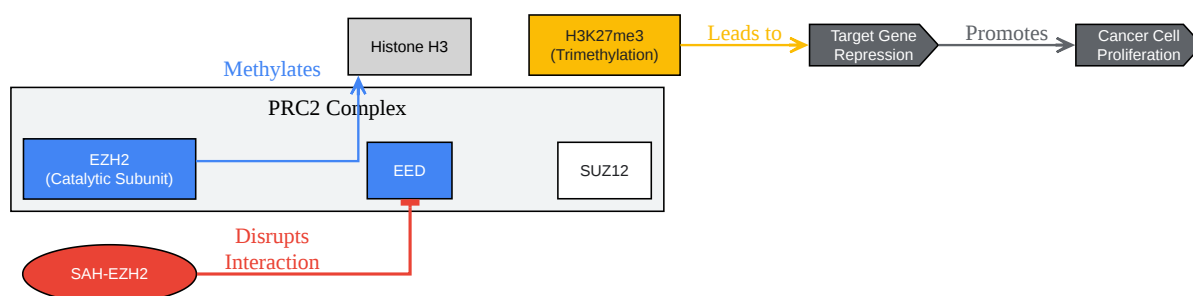 Histone H3
H3K27me3
(Trimethylation)
Leads to
Target Gene
Repression
Promotes
Cancer Cell
Proliferation
Methylates
PRC2 Complex
EZH2
(Catalytic Subunit)
EED
SUZ12
Disrupts
Interaction
SAH-EZH2